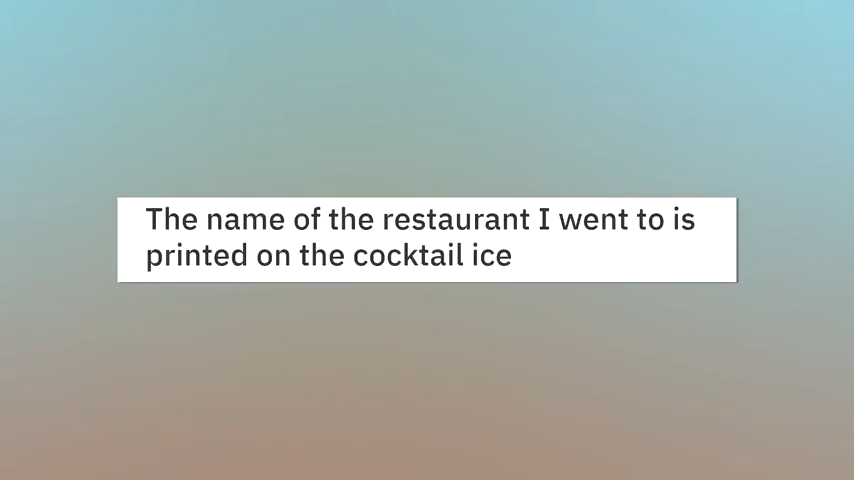 The name of the restaurant I went to is
printed on the cocktail ice